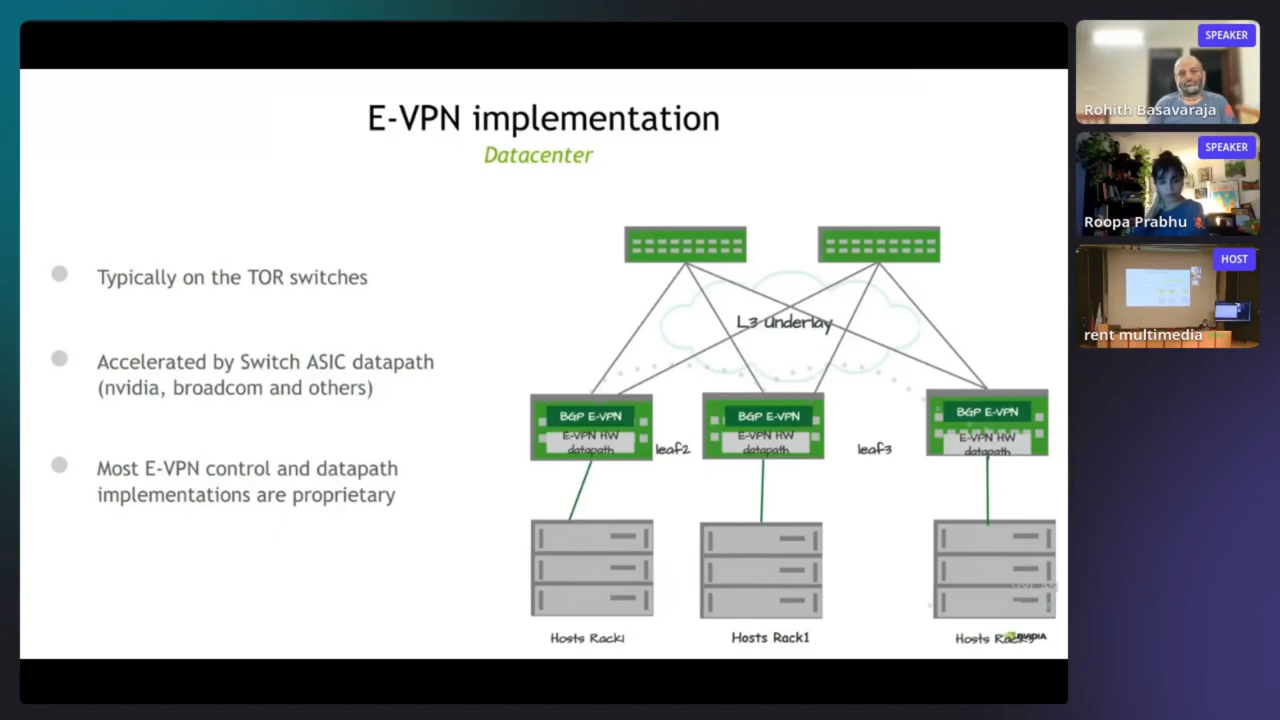 E-VPN implementation
Datacenter
Typically on the TOR switches
Accelerated by Switch ASIC datapath
(nvidia, broadcom and others)
Most E-VPN control and datapath
implementations are proprietary
L3 underlay
BGP E-VPN
E-VPN HW
datapath
leaf2
BGP E-VPN
E-VPN HW
datapath
leaf3
BGP E-VPN
E-VPN HW
datapath
Hosts Rack1
Hosts Rack1
Hosts
NVIDIA
SPEAKER
Rohith Basavaraja
SPEAKER
Roopa Prabhu
HOST
rent multimedia